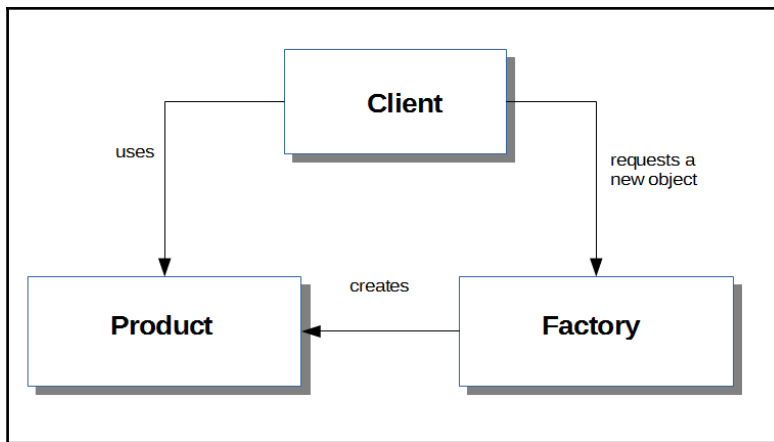 Client
uses
requests a
new object
creates
Product
Factory